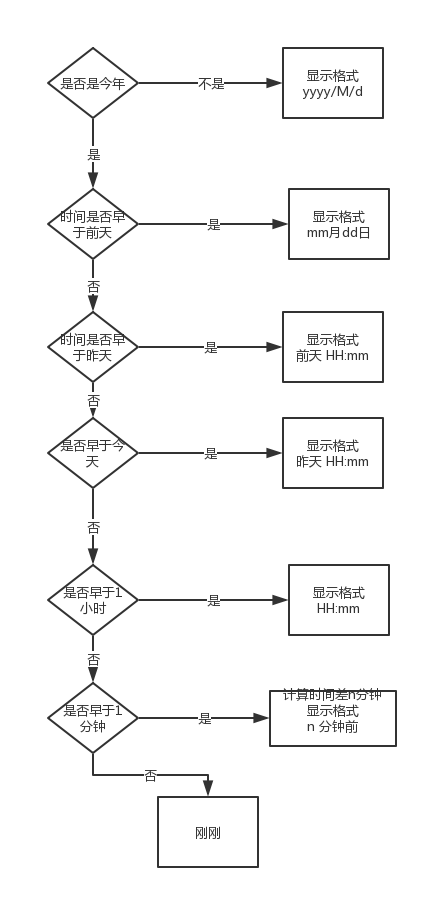 是否是今年
不是
显示格式
yyyy/M/d
是
时间是否早
于前天
是
显示格式
mm月dd日
否
时间是否早
于昨天
是
显示格式
前天 HH:mm
否
是否早于今
天
是
显示格式
昨天 HH:mm
否
是否早于1
小时
是
显示格式
HH:mm
否
是否早于1
分钟
是
计算时间差n分钟
显示格式
n 分钟前
否
刚刚